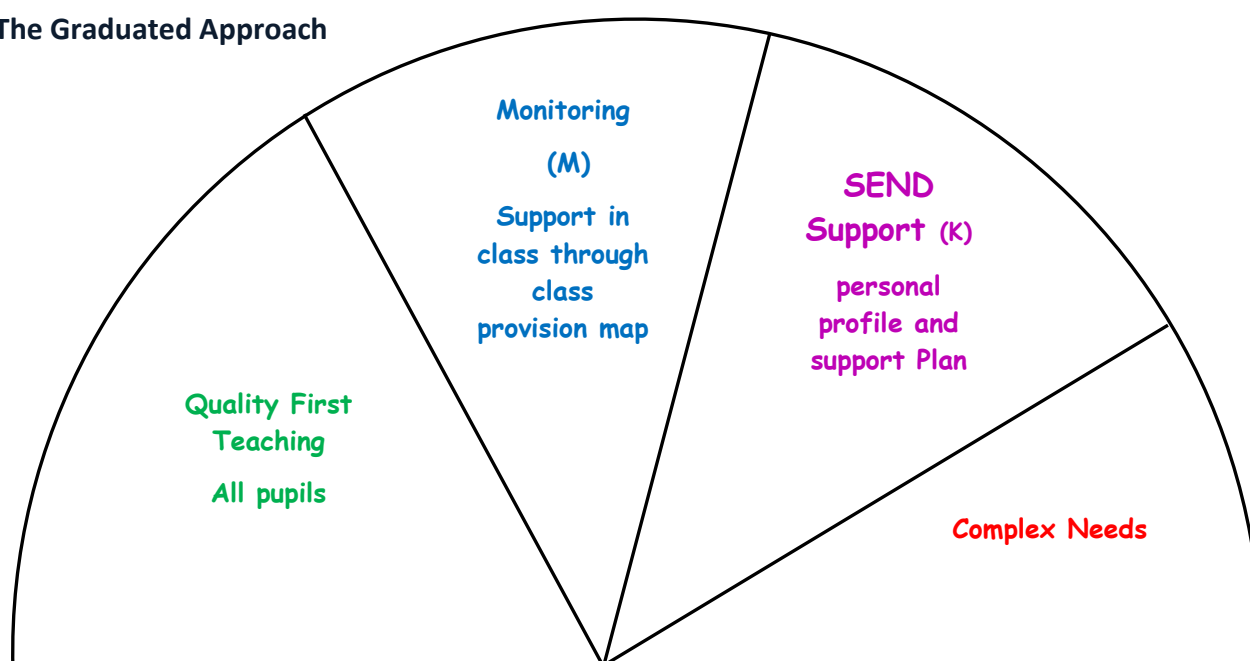 The Graduated Approach
Monitoring
(M)
Support in
class through
class
provision map
SEND
Support (K)
personal
profile and
support Plan
Quality First
Teaching
All pupils
Complex Needs